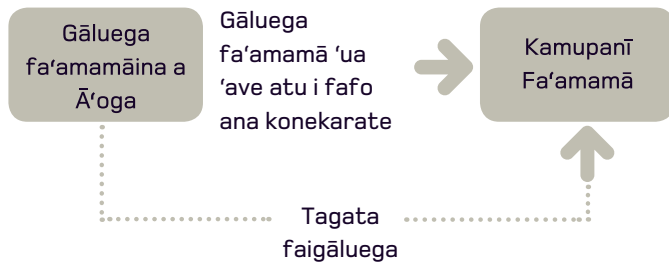 Gāluega
fa‘amamāina a
Ā‘oga
Gāluega
fa‘amamā ‘ua
‘ave atu i fafo
ana konekarate
Kamupanī
Fa‘amamā
Tagata
faigāluega